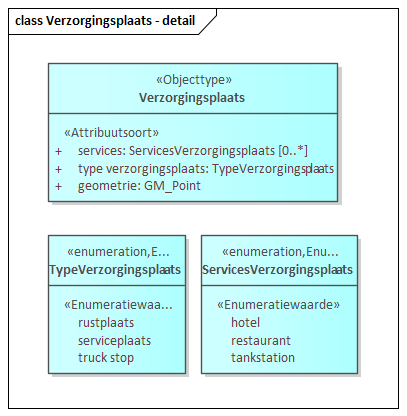 class Verzorgingsplaats - detail
«Objecttype»
Verzorgingsplaats
«Attribuutsoort»
+ services: ServicesVerzorgingsplaats [0..*]
+ type verzorgingsplaats: TypeVerzorgingsplaats
+ geometrie: GM_Point
«enumeration,E...
TypeVerzorgingsplaats
«Enumeratiewaa...
rustplaats
serviceplaats
truck stop
«enumeration,Enu...
ServicesVerzorgingsplaats
«Enumeratiewaarde»
hotel
restaurant
tankstation